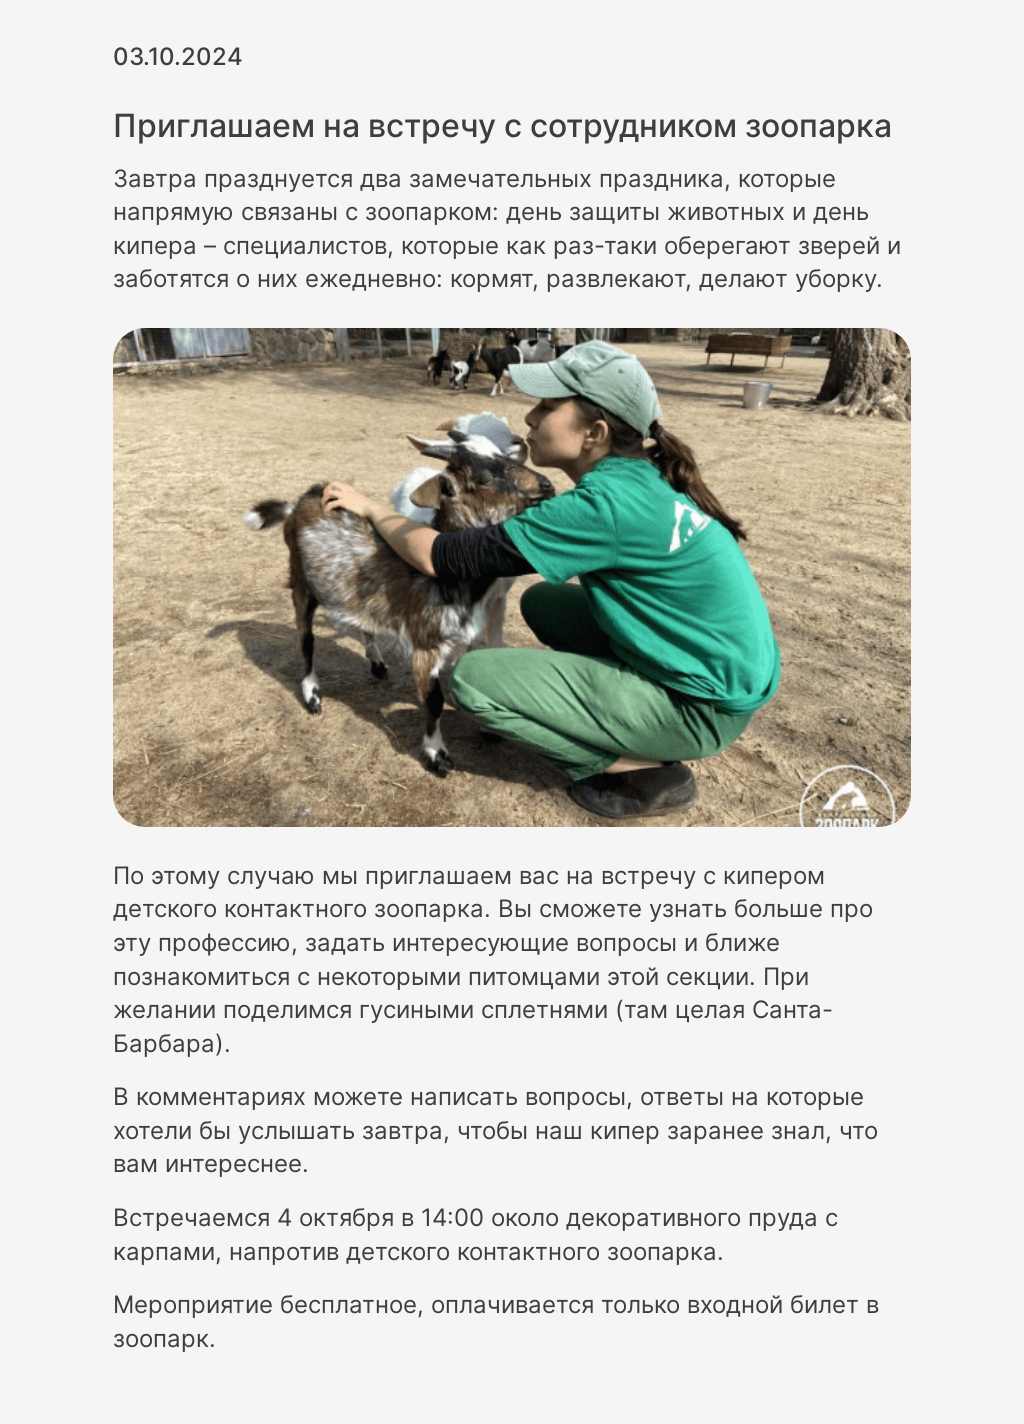 03.10.2024
Приглашаем на встречу с сотрудником зоопарка
Завтра празднуется два замечательных праздника, которые
напрямую связаны с зоопарком: день защиты животных и день
кипера – специалистов, которые как раз-таки оберегают зверей и
заботятся о них ежедневно: кормят, развлекают, делают уборку.
ЗООПАРК
По этому случаю мы приглашаем вас на встречу с кипером
детского контактного зоопарка. Вы сможете узнать больше про
эту профессию, задать интересующие вопросы и ближе
познакомиться с некоторыми питомцами этой секции. При
желании поделимся гусиными сплетнями (там целая Санта-
Барбара).
В комментариях можете написать вопросы, ответы на которые
хотели бы услышать завтра, чтобы наш кипер заранее знал, что
вам интереснее.
Встречаемся 4 октября в 14:00 около декоративного пруда с
карпами, напротив детского контактного зоопарка.
Мероприятие бесплатное, оплачивается только входной билет в
зоопарк.